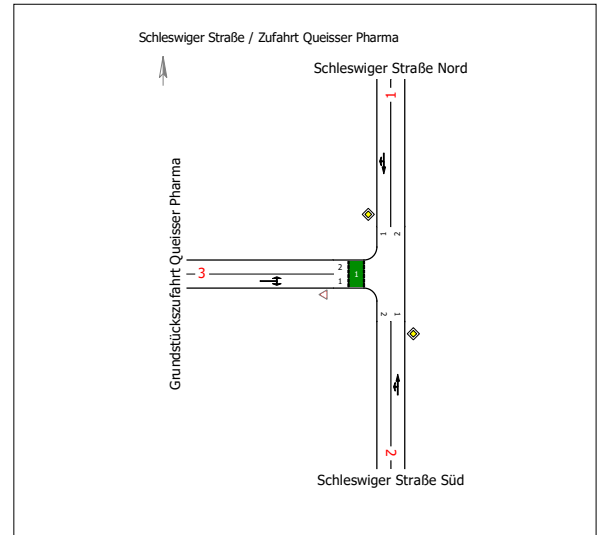 Schleswiger Straße / Zufahrt Queisser Pharma
Schleswiger Straße Nord
1
1 2
Grundstückszufahrt Queisser Pharma
3
2
1
1
2 1
2
Schleswiger Straße Süd